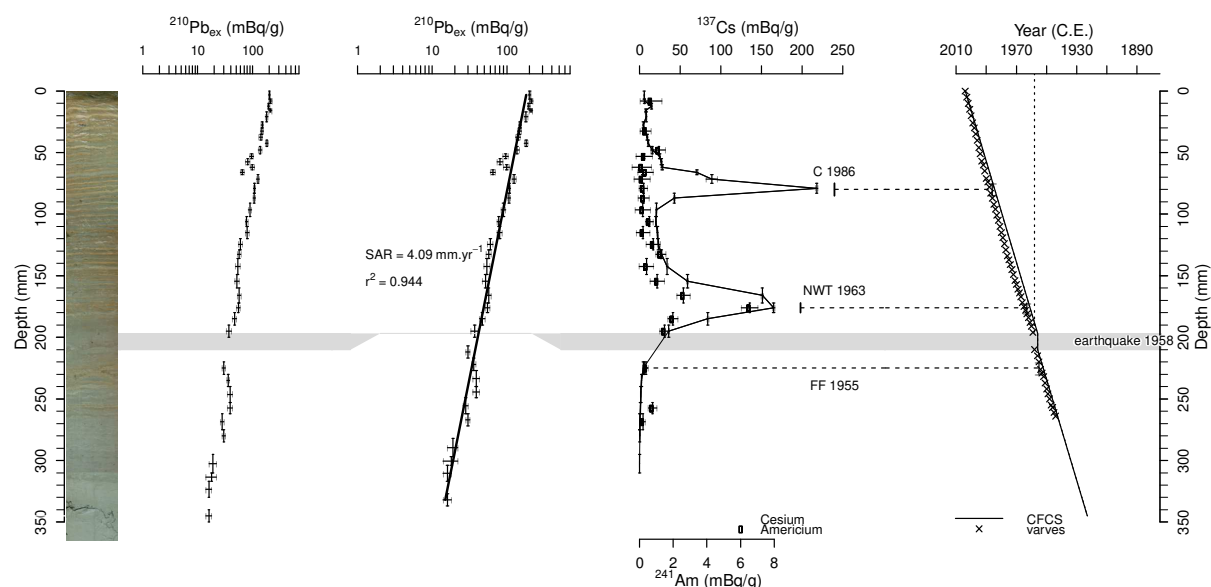 ²¹⁰Pbex (mBq/g)
²¹⁰Pbex (mBq/g)
¹³⁷Cs (mBq/g)
Year (C.E.)
1 10 100
1 10 100
0 50 100 150 200 250
2010 1970 1930 1890
Depth (mm)
0
50
100
150
200
250
300
350
SAR = 4.09 mm.yr⁻¹
r² = 0.944
C 1986
NWT 1963
FF 1955
earthquake 1958
Cesium
Americium
0 2 4 6 8
²⁴¹Am (mBq/g)
CFCS
varves
0
50
100
150
200
250
300
350
Depth (mm)